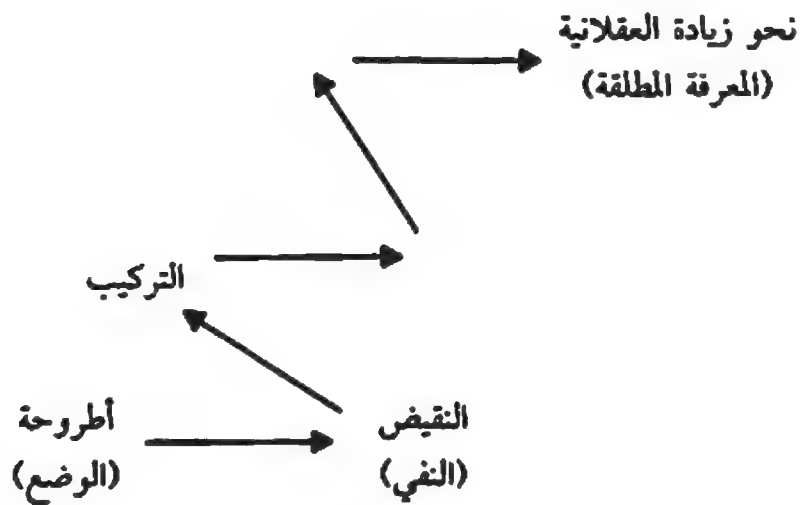 نحو زيادة العقلانية
(المعرفة المطلقة)
التركيب
أطروحة
(الوضع)
النقيض
(النفي)